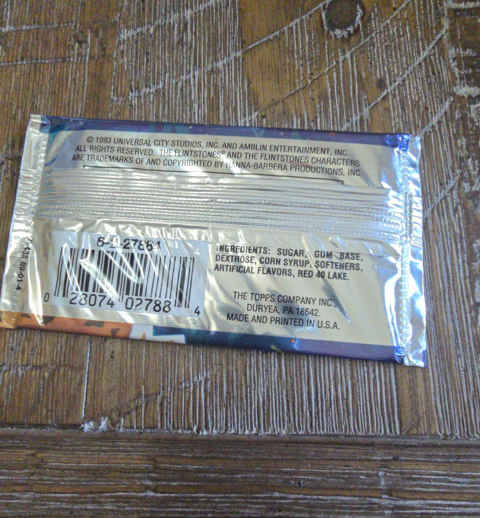 © 1993 UNIVERSAL CITY STUDIOS, INC. AND AMBLIN ENTERTAINMENT, INC.
ALL RIGHTS RESERVED. THE FLINTSTONES® AND THE FLINTSTONES CHARACTERS
ARE TRADEMARKS OF AND COPYRIGHTED BY HANNA-BARBERA PRODUCTIONS, INC.
INGREDIENTS: SUGAR, GUM BASE,
DEXTROSE, CORN SYRUP, SOFTENERS,
ARTIFICIAL FLAVORS, RED 40 LAKE.
0 23074 02788 4
THE TOPPS COMPANY INC.
DURYEA, PA 18642
MADE AND PRINTED IN U.S.A.